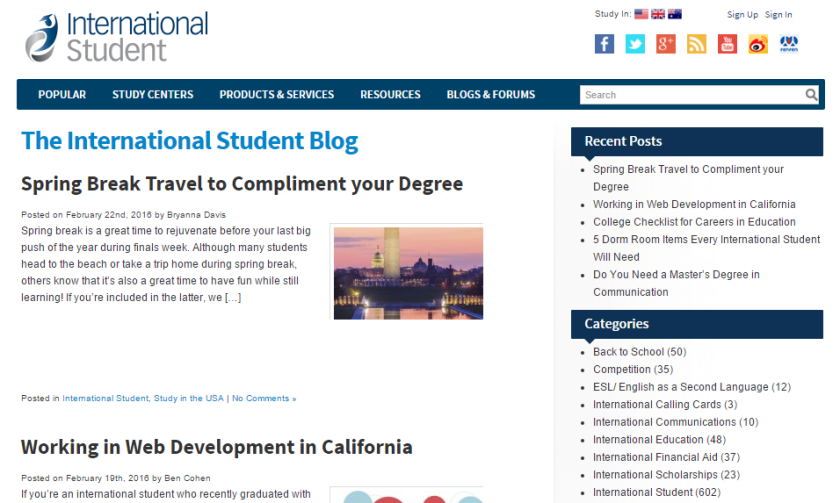 International
Student
Study In:
Sign Up Sign In
POPULAR STUDY CENTERS PRODUCTS & SERVICES RESOURCES BLOGS & FORUMS
Search
The International Student Blog
Spring Break Travel to Compliment your Degree
Posted on February 22nd, 2016 by Bryanna Davis
Spring break is a great time to rejuvenate before your last big
push of the year during finals week. Although many students
head to the beach or take a trip home during spring break,
others know that it's also a great time to have fun while still
learning! If you're included in the latter, we […]
Posted in International Student, Study in the USA | No Comments »
Working in Web Development in California
Posted on February 19th, 2016 by Ben Cohen
If you're an international student who recently graduated with
Recent Posts
Spring Break Travel to Compliment your
Degree
Working in Web Development in California
College Checklist for Careers in Education
5 Dorm Room Items Every International Student
Will Need
Do You Need a Master's Degree in
Communication
Categories
Back to School (50)
Competition (35)
ESL/ English as a Second Language (12)
International Calling Cards (3)
International Communications (10)
International Education (48)
International Financial Aid (37)
International Scholarships (23)
International Student (602)